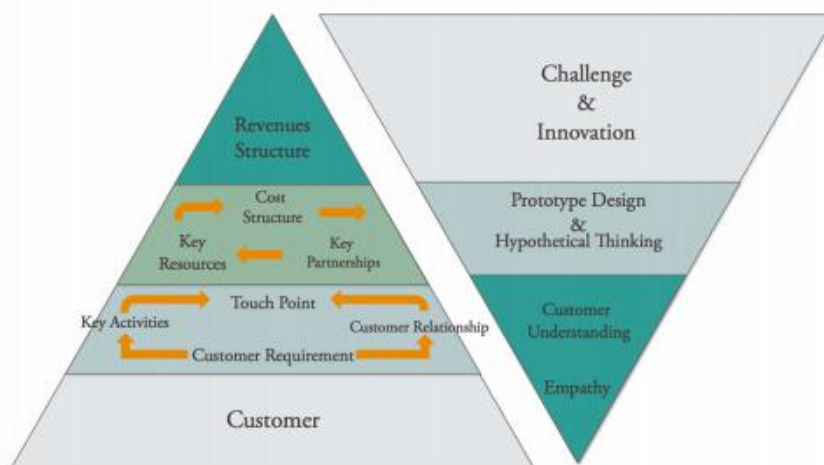 Revenues
Structure
Cost
Structure
Key
Resources
Key
Partnerships
Touch Point
Key Activities
Customer Relationship
Customer Requirement
Customer
Challenge
&
Innovation
Prototype Design
&
Hypothetical Thinking
Customer
Understanding
Empathy